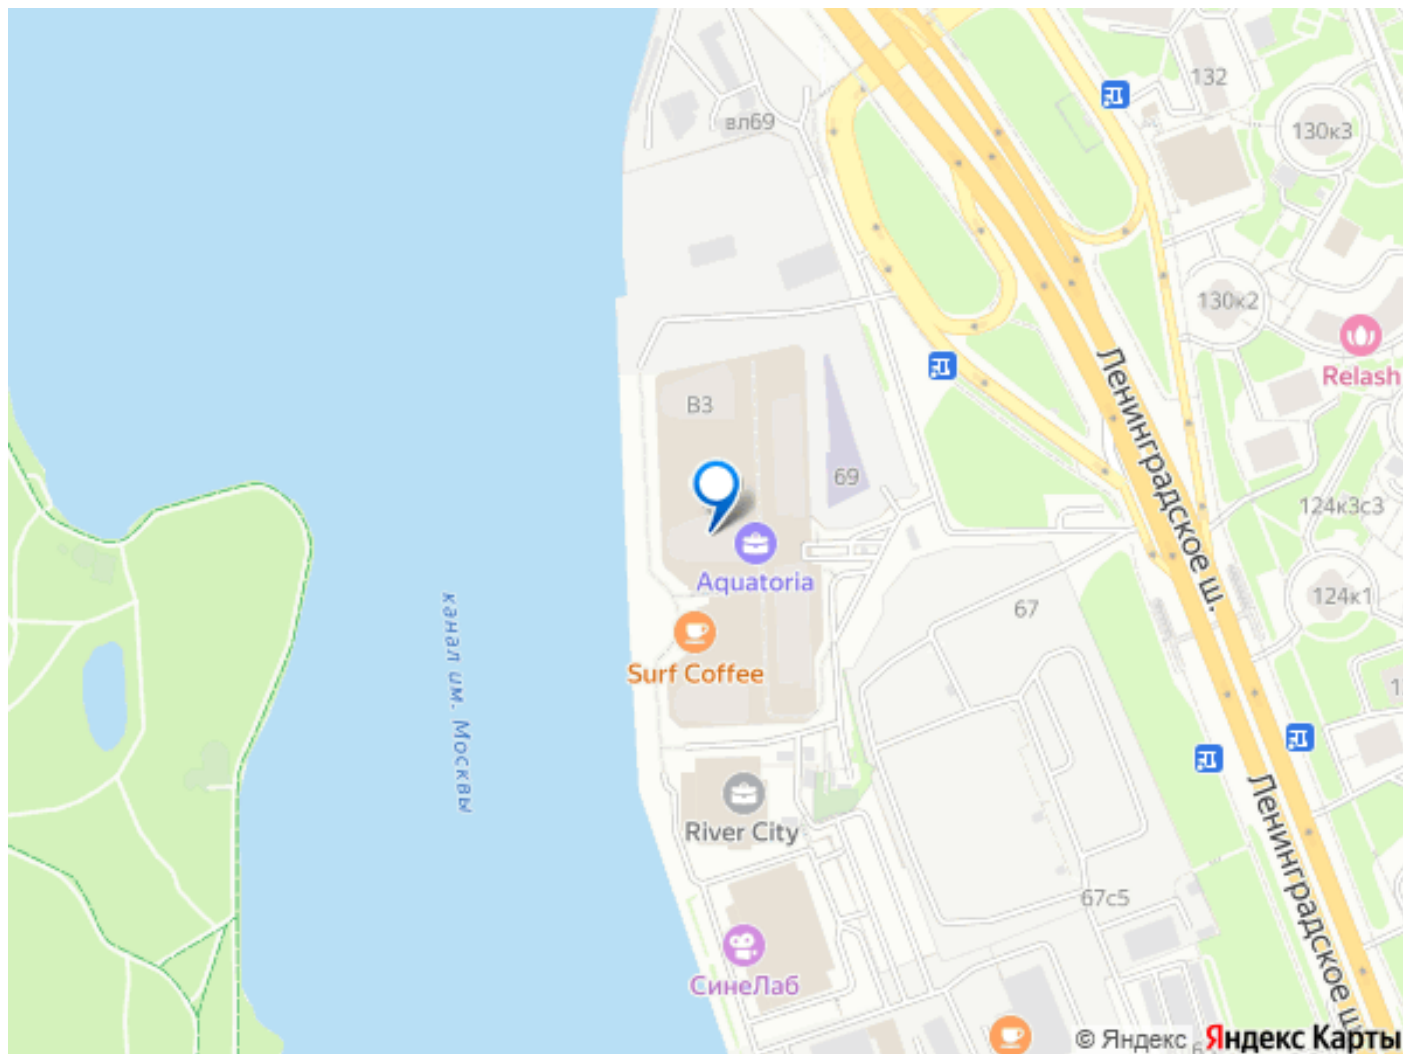 132
вл69
130к3
130к2
Relash
В3
Ленинградское ш.
69
124к3с3
Aquatoria
124к1
67
канал им. Москвы
Surf Coffee
River City
Ленинградское ш
67с5
СинеЛаб
© Яндекс Яндекс Карты